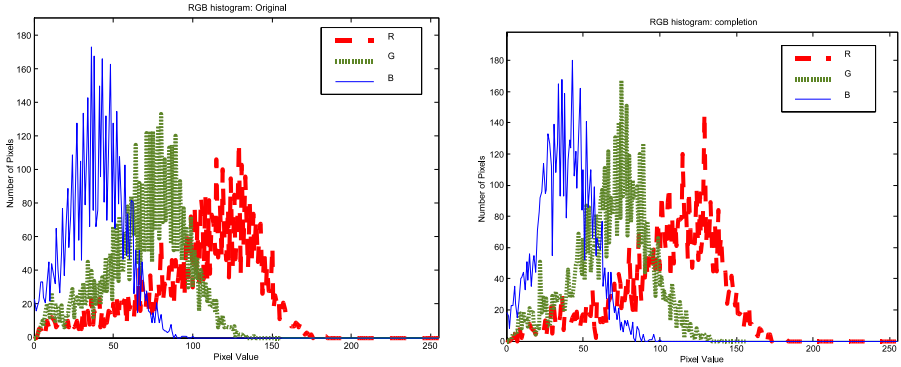 RGB histogram: Original
180
160
140
120
100
80
60
40
20
0
Number of Pixels
R
G
B
0 50 100 150 200 250
Pixel Value
RGB histogram: completion
180
160
140
120
100
80
60
40
20
0
Number of Pixels
R
G
B
0 50 100 150 200 250
Pixel Value